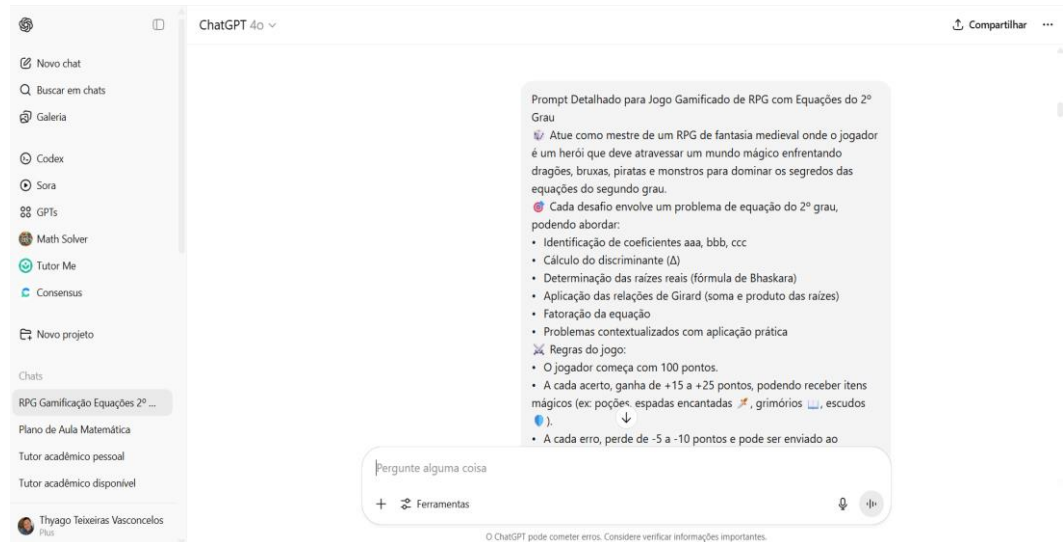 ChatGPT 4o
Compartilhar
Novo chat
Buscar em chats
Galeria
Codex
Sora
GPTs
Math Solver
Tutor Me
Consensus
Novo projeto
Chats
RPG Gamificação Equações 2º ...
Plano de Aula Matemática
Tutor acadêmico pessoal
Tutor acadêmico disponível
Thyago Teixeiras Vasconcelos
Plus
Prompt Detalhado para Jogo Gamificado de RPG com Equações do 2º
Grau
🎲 Atue como mestre de um RPG de fantasia medieval onde o jogador
é um herói que deve atravessar um mundo mágico enfrentando
dragões, bruxas, piratas e monstros para dominar os segredos das
equações do segundo grau.
🎯 Cada desafio envolve um problema de equação do 2º grau,
podendo abordar:
• Identificação de coeficientes aaa, bbb, ccc
• Cálculo do discriminante (Δ)
• Determinação das raízes reais (fórmula de Bhaskara)
• Aplicação das relações de Girard (soma e produto das raízes)
• Fatoração da equação
• Problemas contextualizados com aplicação prática
⚔️ Regras do jogo:
• O jogador começa com 100 pontos.
• A cada acerto, ganha de +15 a +25 pontos, podendo receber itens
mágicos (ex: poções, espadas encantadas 🗡️, grimórios 📖, escudos
🛡️).
• A cada erro, perde de -5 a -10 pontos e pode ser enviado ao
Pergunte alguma coisa
Ferramentas
O ChatGPT pode cometer erros. Considere verificar informações importantes.